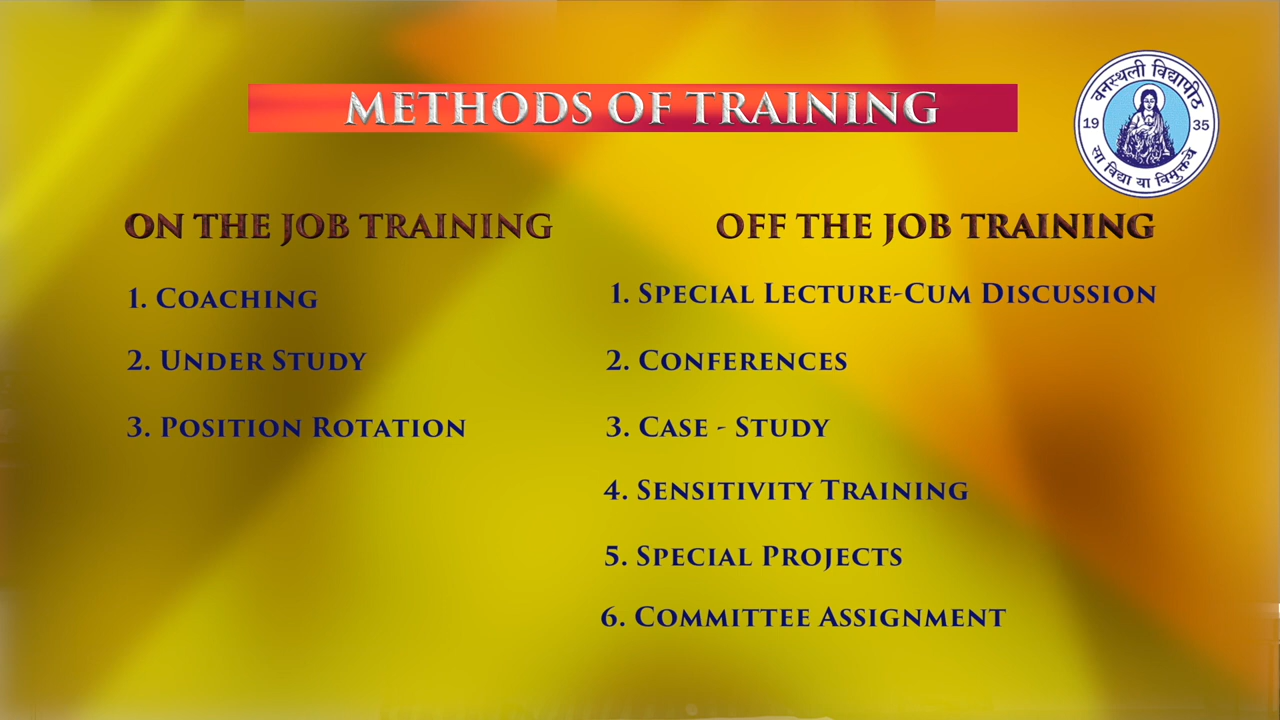 METHODS OF TRAINING
वनस्थली विद्यापीठ
19 35
सा विद्या या विमुक्तये
ON THE JOB TRAINING
1. COACHING
2. UNDER STUDY
3. POSITION ROTATION
OFF THE JOB TRAINING
1. SPECIAL LECTURE-CUM DISCUSSION
2. CONFERENCES
3. CASE - STUDY
4. SENSITIVITY TRAINING
5. SPECIAL PROJECTS
6. COMMITTEE ASSIGNMENT